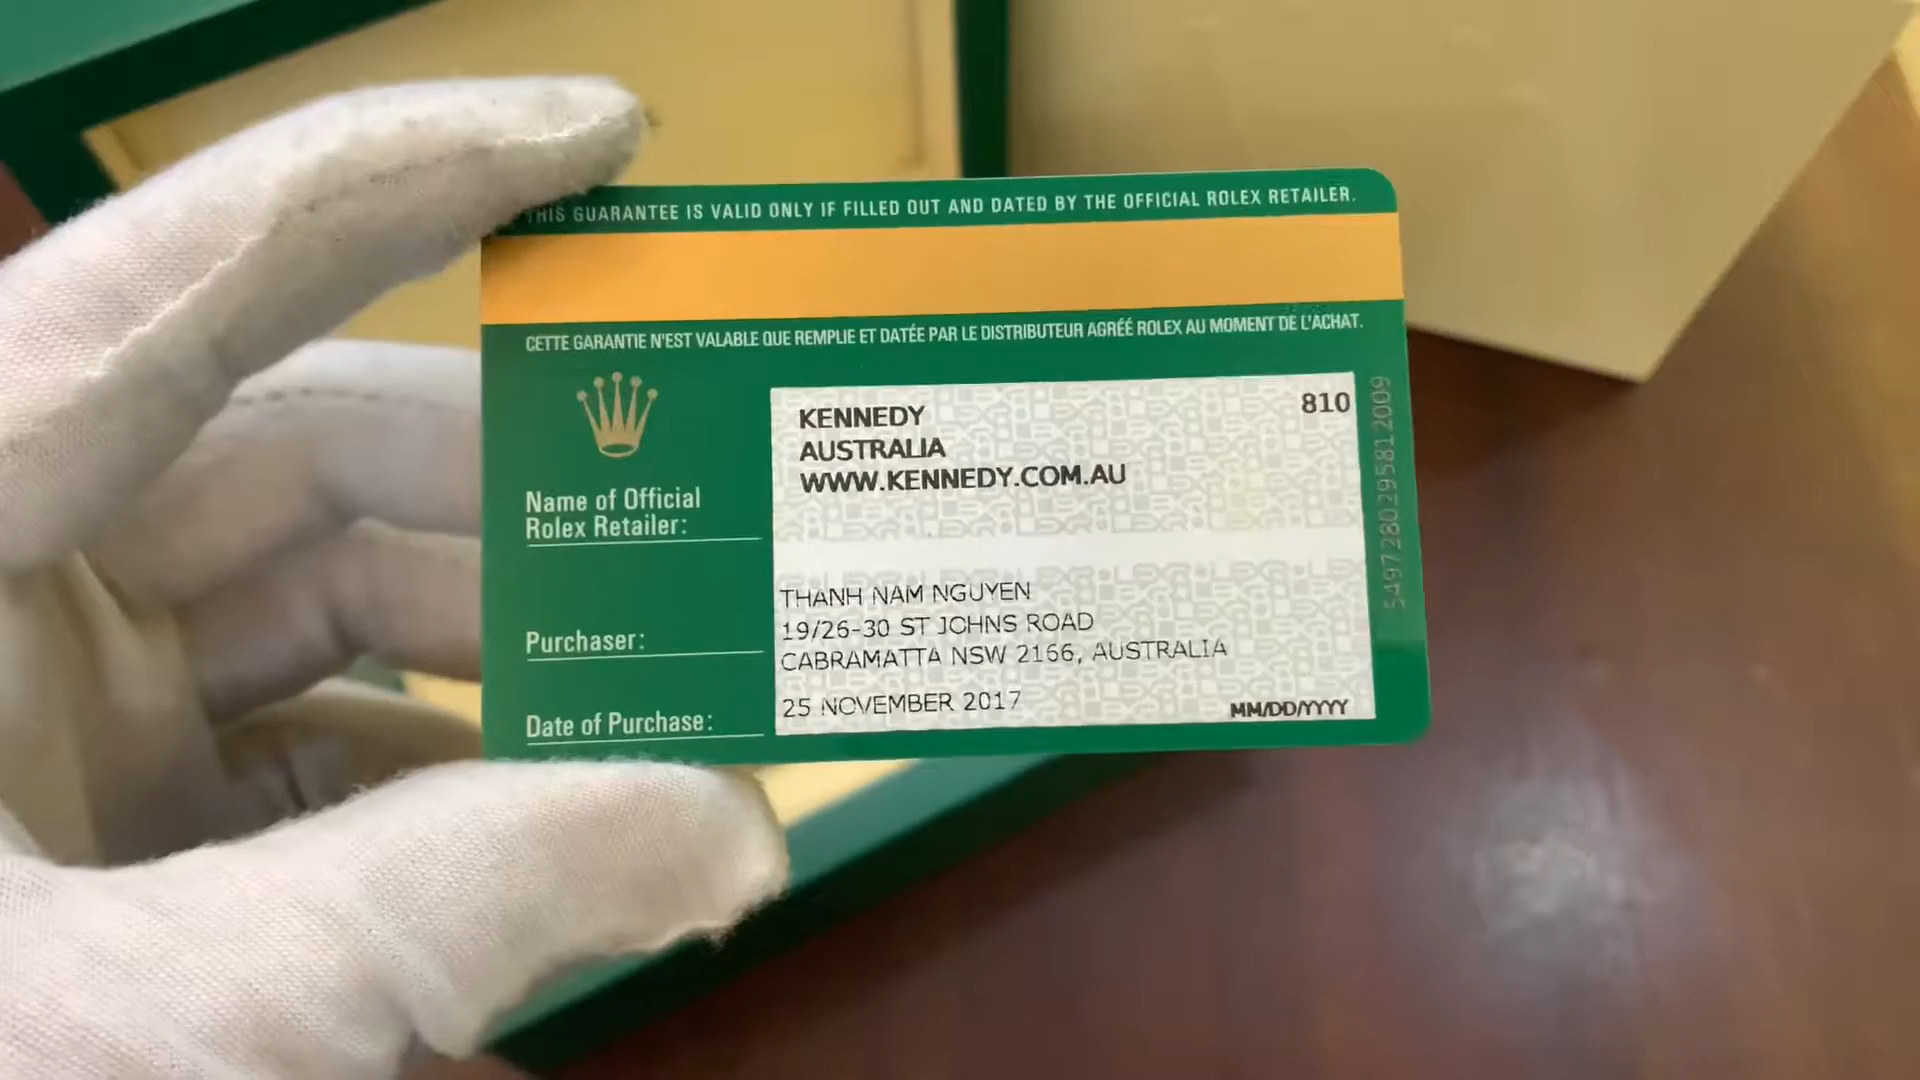 THIS GUARANTEE IS VALID ONLY IF FILLED OUT AND DATED BY THE OFFICIAL ROLEX RETAILER.
CETTE GARANTIE N'EST VALABLE QUE REMPLIE ET DATÉE PAR LE DISTRIBUTEUR AGRÉÉ ROLEX AU MOMENT DE L'ACHAT.
KENNEDY 810
AUSTRALIA
WWW.KENNEDY.COM.AU
Name of Official
Rolex Retailer:
THANH NAM NGUYEN
19/26-30 ST JOHNS ROAD
Purchaser:
CABRAMATTA NSW 2166, AUSTRALIA
25 NOVEMBER 2017
MM/DD/YYYY
Date of Purchase:
5497280295812009